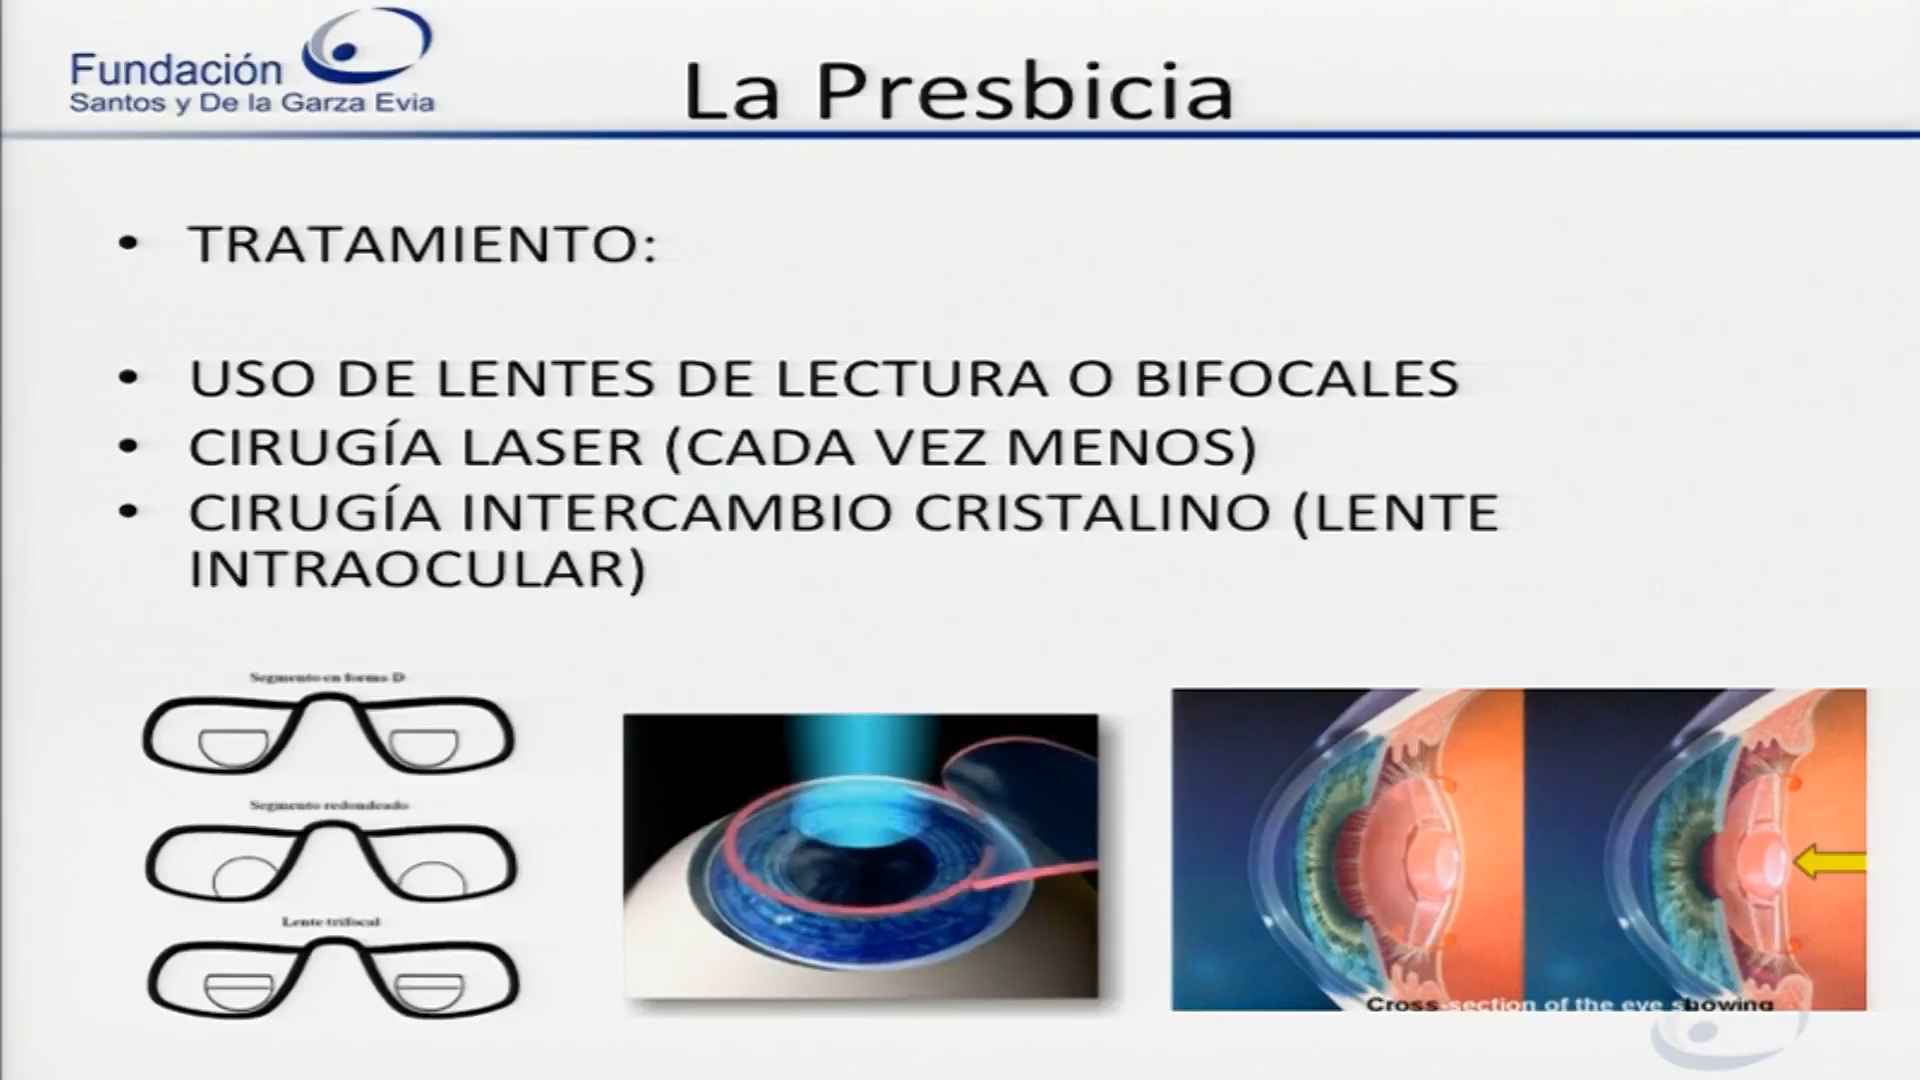 Fundación
Santos y De la Garza Evia
La Presbicia
• TRATAMIENTO:
• USO DE LENTES DE LECTURA O BIFOCALES
• CIRUGÍA LASER (CADA VEZ MENOS)
• CIRUGÍA INTERCAMBIO CRISTALINO (LENTE
INTRAOCULAR)
Segmento en forma D
Segmento redondeado
Lente trifocal
Cross-section of the eye showing